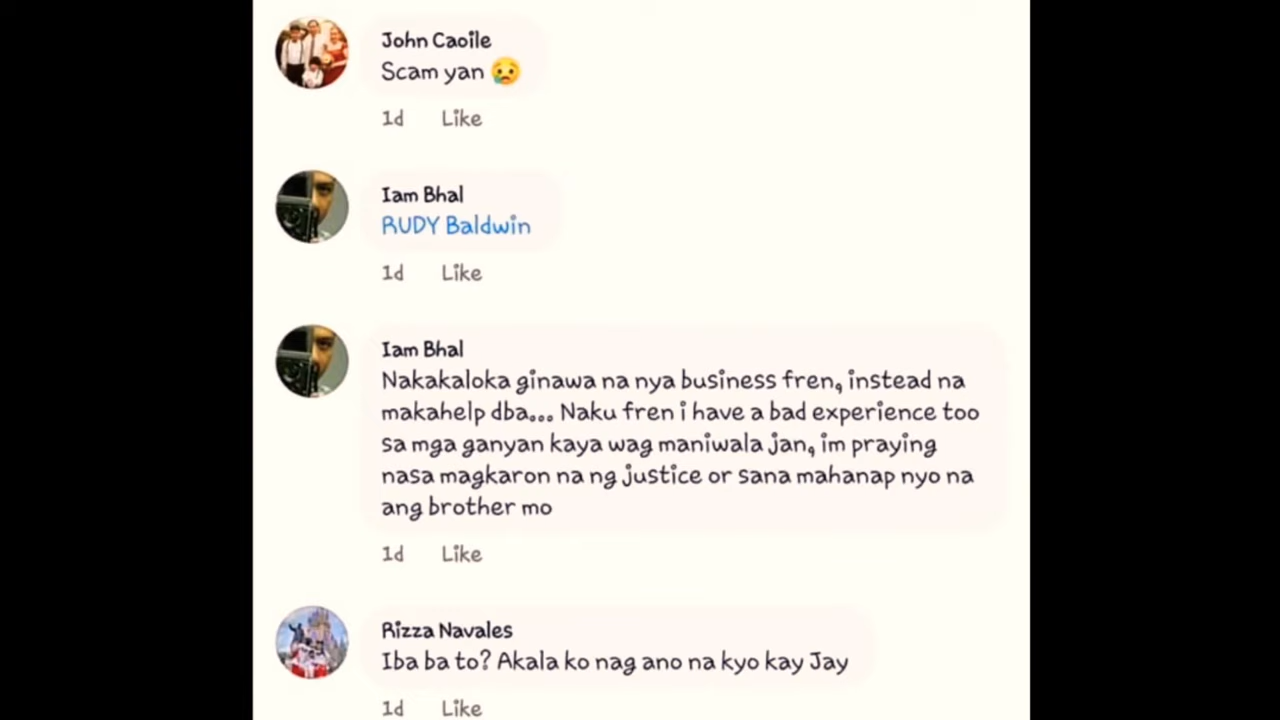 John Caoile
Scam yan 😥
1d Like
Iam Bhal
RUDY Baldwin
1d Like
Iam Bhal
Nakakaloka ginawa na nya business fren, instead na
makahelp dba... Naku fren i have a bad experience too
sa mga ganyan kaya wag maniwala jan, im praying
nasa magkaron na ng justice or sana mahanap nyo na
ang brother mo
1d Like
Rizza Navales
Iba ba to? Akala ko nag ano na kyo kay Jay
1d Like